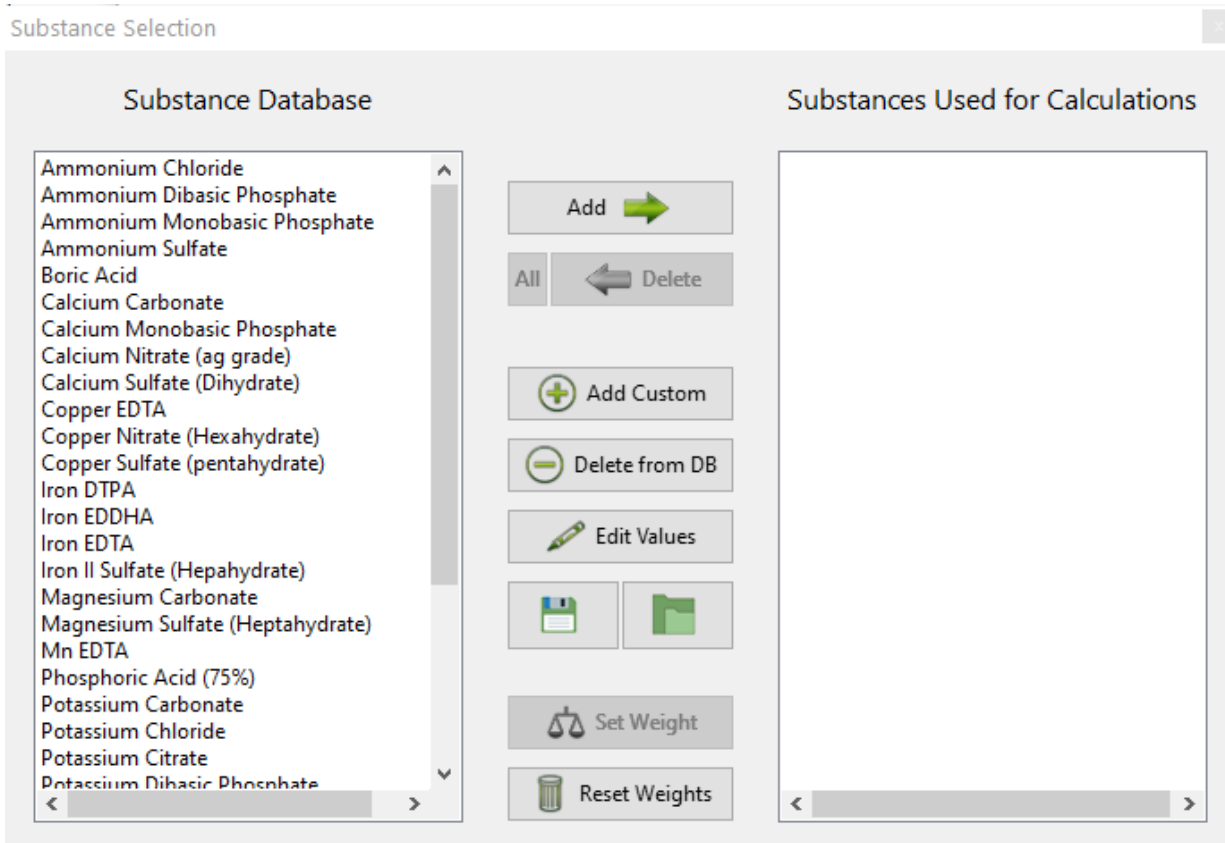 Substance Selection
Substance Database
Substances Used for Calculations
Ammonium Chloride
Ammonium Dibasic Phosphate
Ammonium Monobasic Phosphate
Ammonium Sulfate
Boric Acid
Calcium Carbonate
Calcium Monobasic Phosphate
Calcium Nitrate (ag grade)
Calcium Sulfate (Dihydrate)
Copper EDTA
Copper Nitrate (Hexahydrate)
Copper Sulfate (pentahydrate)
Iron DTPA
Iron EDDHA
Iron EDTA
Iron II Sulfate (Hepahydrate)
Magnesium Carbonate
Magnesium Sulfate (Heptahydrate)
Mn EDTA
Phosphoric Acid (75%)
Potassium Carbonate
Potassium Chloride
Potassium Citrate
Potassium Dibasic Phosphate
Add
All
Delete
Add Custom
Delete from DB
Edit Values
Set Weight
Reset Weights